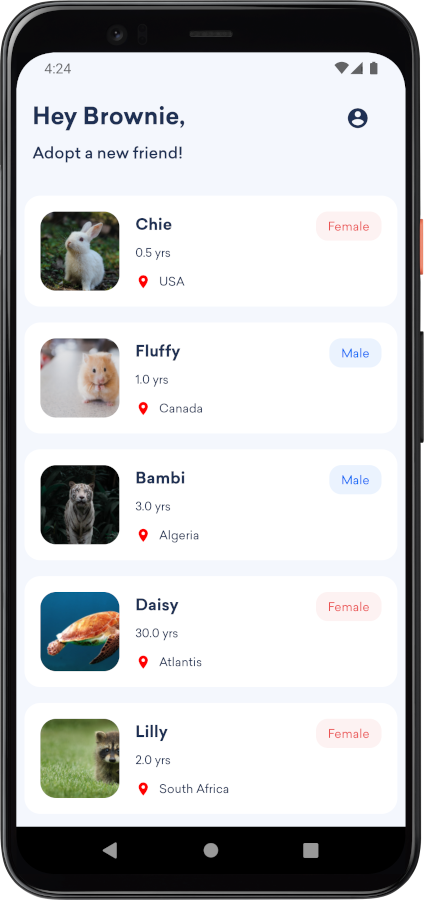 4:24
Hey Brownie,
Adopt a new friend!
Chie
Female
0.5 yrs
USA
Fluffy
Male
1.0 yrs
Canada
Bambi
Male
3.0 yrs
Algeria
Daisy
Female
30.0 yrs
Atlantis
Lilly
Female
2.0 yrs
South Africa